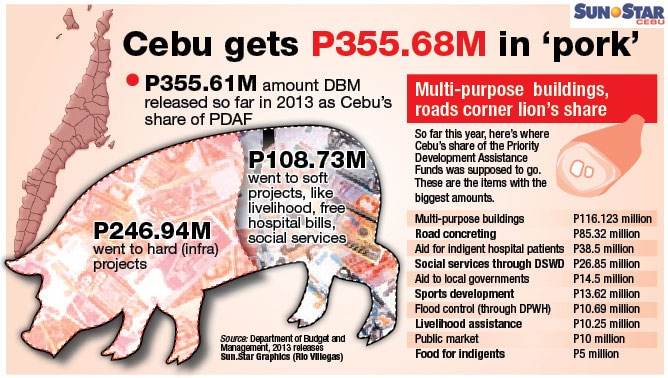 SUN.STAR
CEBU
Cebu gets P355.68M in ‘pork’
P355.61M amount DBM
released so far in 2013 as Cebu’s
share of PDAF
P108.73M
went to soft
projects, like
livelihood, free
hospital bills,
social services
P246.94M
went to hard (infra)
projects
Source: Department of Budget and
Management, 2013 releases
Sun.Star Graphics (Rio Villegas)
Multi-purpose buildings,
roads corner lion’s share
So far this year, here’s where
Cebu’s share of the Priority
Development Assistance
Funds was supposed to go.
These are the items with the
biggest amounts.
Multi-purpose buildings P116.123 million
Road concreting P85.32 million
Aid for indigent hospital patients P38.5 million
Social services through DSWD P26.85 million
Aid to local governments P14.5 million
Sports development P13.62 million
Flood control (through DPWH) P10.69 million
Livelihood assistance P10.25 million
Public market P10 million
Food for indigents P5 million